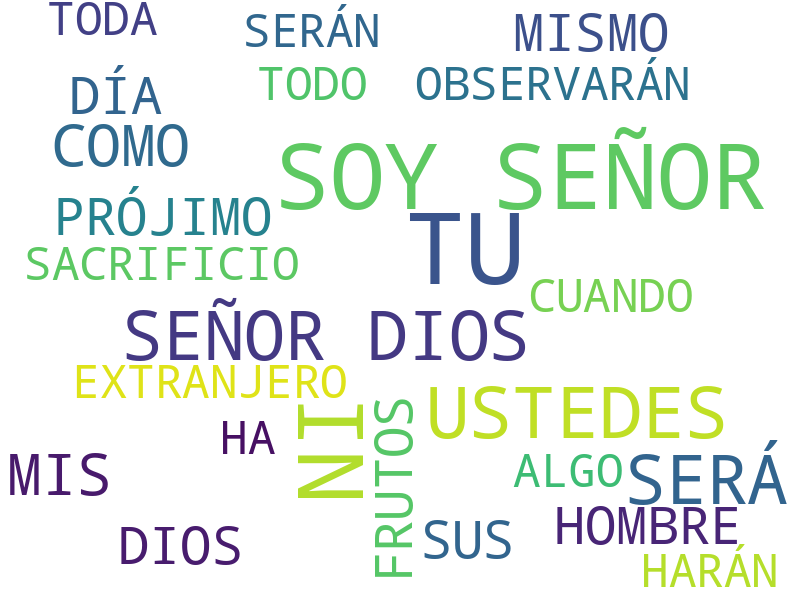 TODA
SERÁN
MISMO
DÍA
TODO
OBSERVARÁN
COMO
SOY SEÑOR
PRÓJIMO
TU
SACRIFICIO
CUANDO
SEÑOR DIOS
EXTRANJERO
USTEDES
HA
NI
FRUTOS
MIS
ALGO
SERÁ
DIOS
SUS
HOMBRE
HARÁN